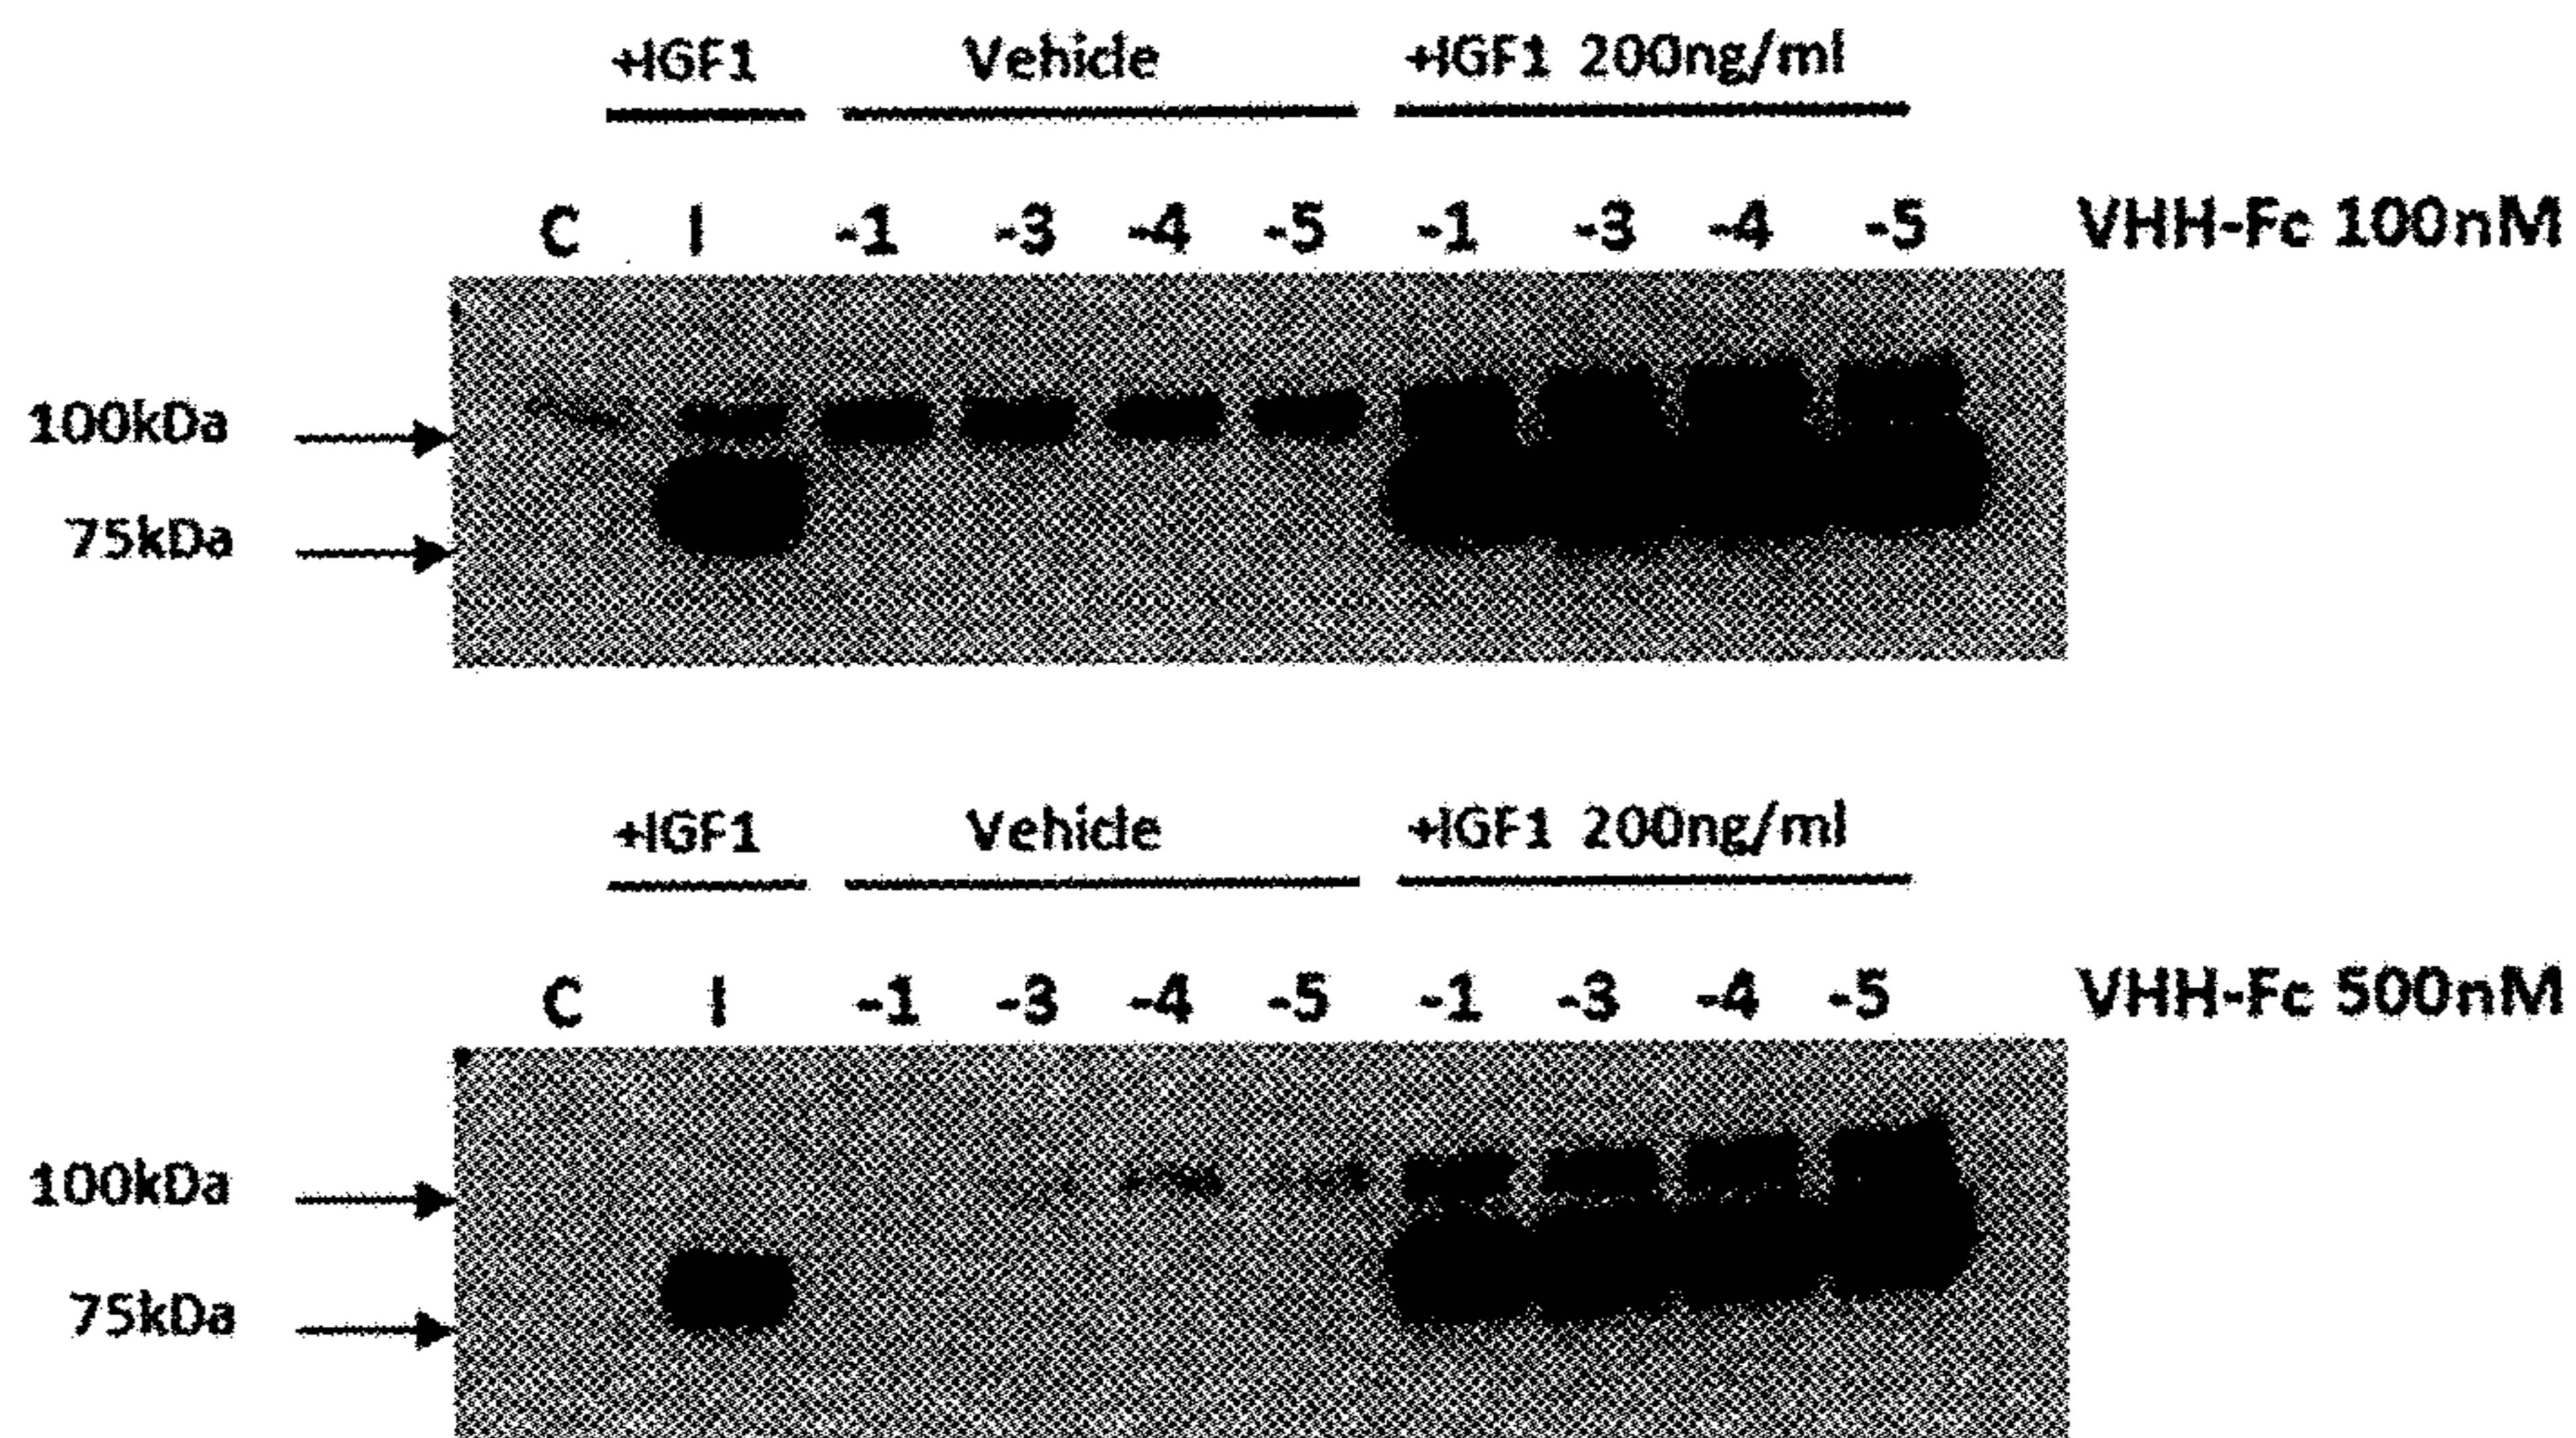 +IGF1 Vehicle +IGF1 200ng/ml
C I -1 -3 -4 -5 -1 -3 -4 -5 VHH-Fc 100nM
100kDa
75kDa
+IGF1 Vehicle +IGF1 200ng/ml
C I -1 -3 -4 -5 -1 -3 -4 -5 VHH-Fc 500nM
100kDa
75kDa